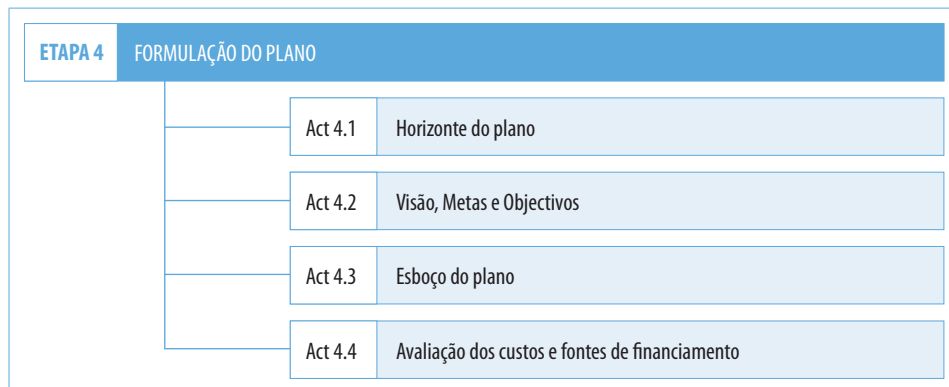 ETAPA 4 FORMULAÇÃO DO PLANO
Act 4.1 Horizonte do plano
Act 4.2 Visão, Metas e Objectivos
Act 4.3 Esboço do plano
Act 4.4 Avaliação dos custos e fontes de financiamento